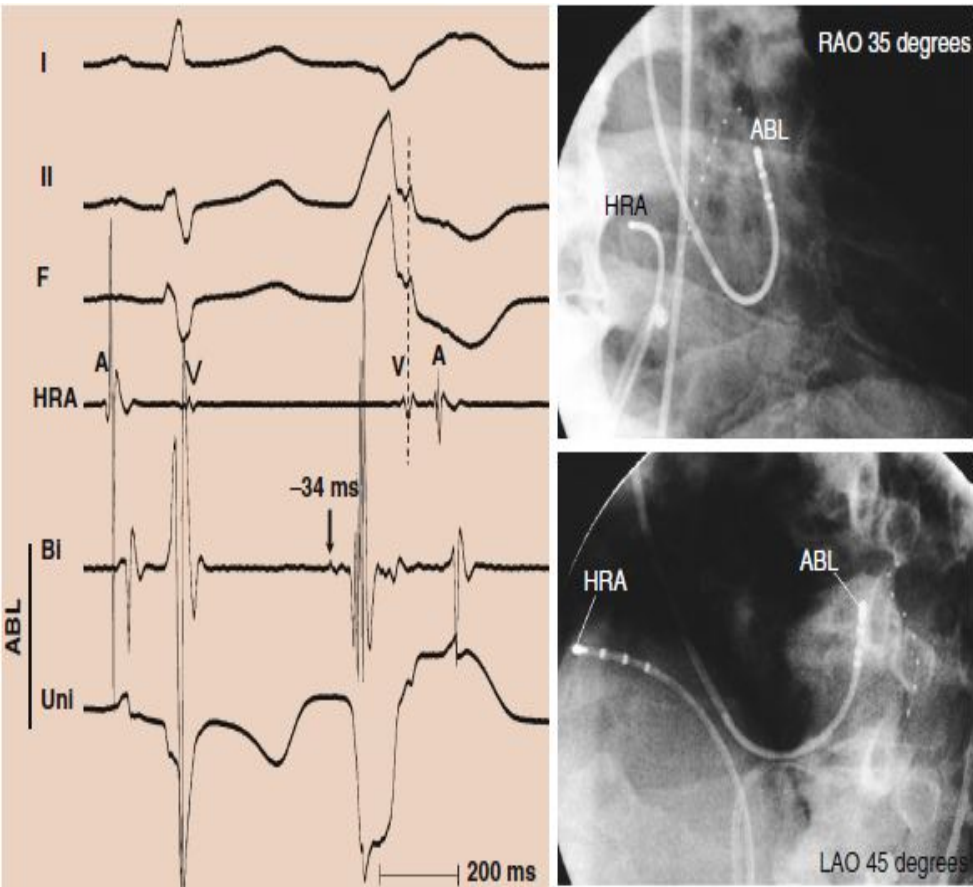 I
II
F
A
V
V
A
HRA
–34 ms
Bi
ABL
Uni
200 ms
RAO 35 degrees
ABL
HRA
HRA
ABL
LAO 45 degrees